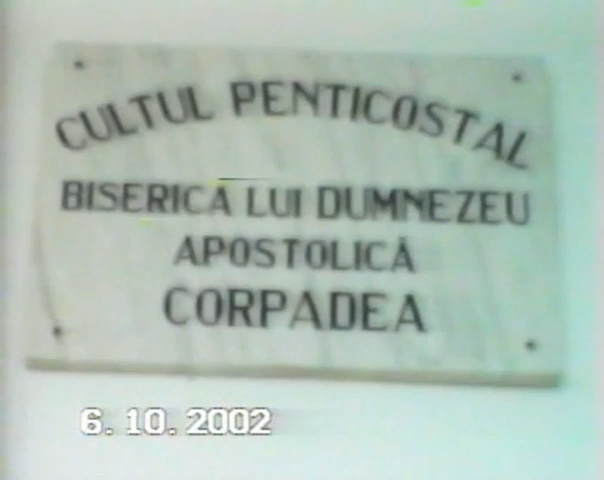 CULTUL PENTICOSTAL
BISERICA LUI DUMNEZEU
APOSTOLICĂ
CORPADEA
6. 10. 2002